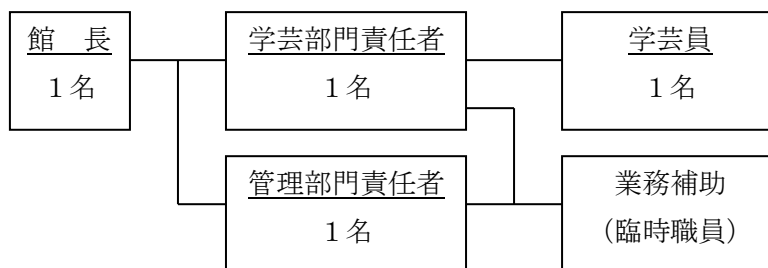 館　長
１名
学芸部門責任者
１名
学芸員
１名
管理部門責任者
１名
業務補助
（臨時職員）